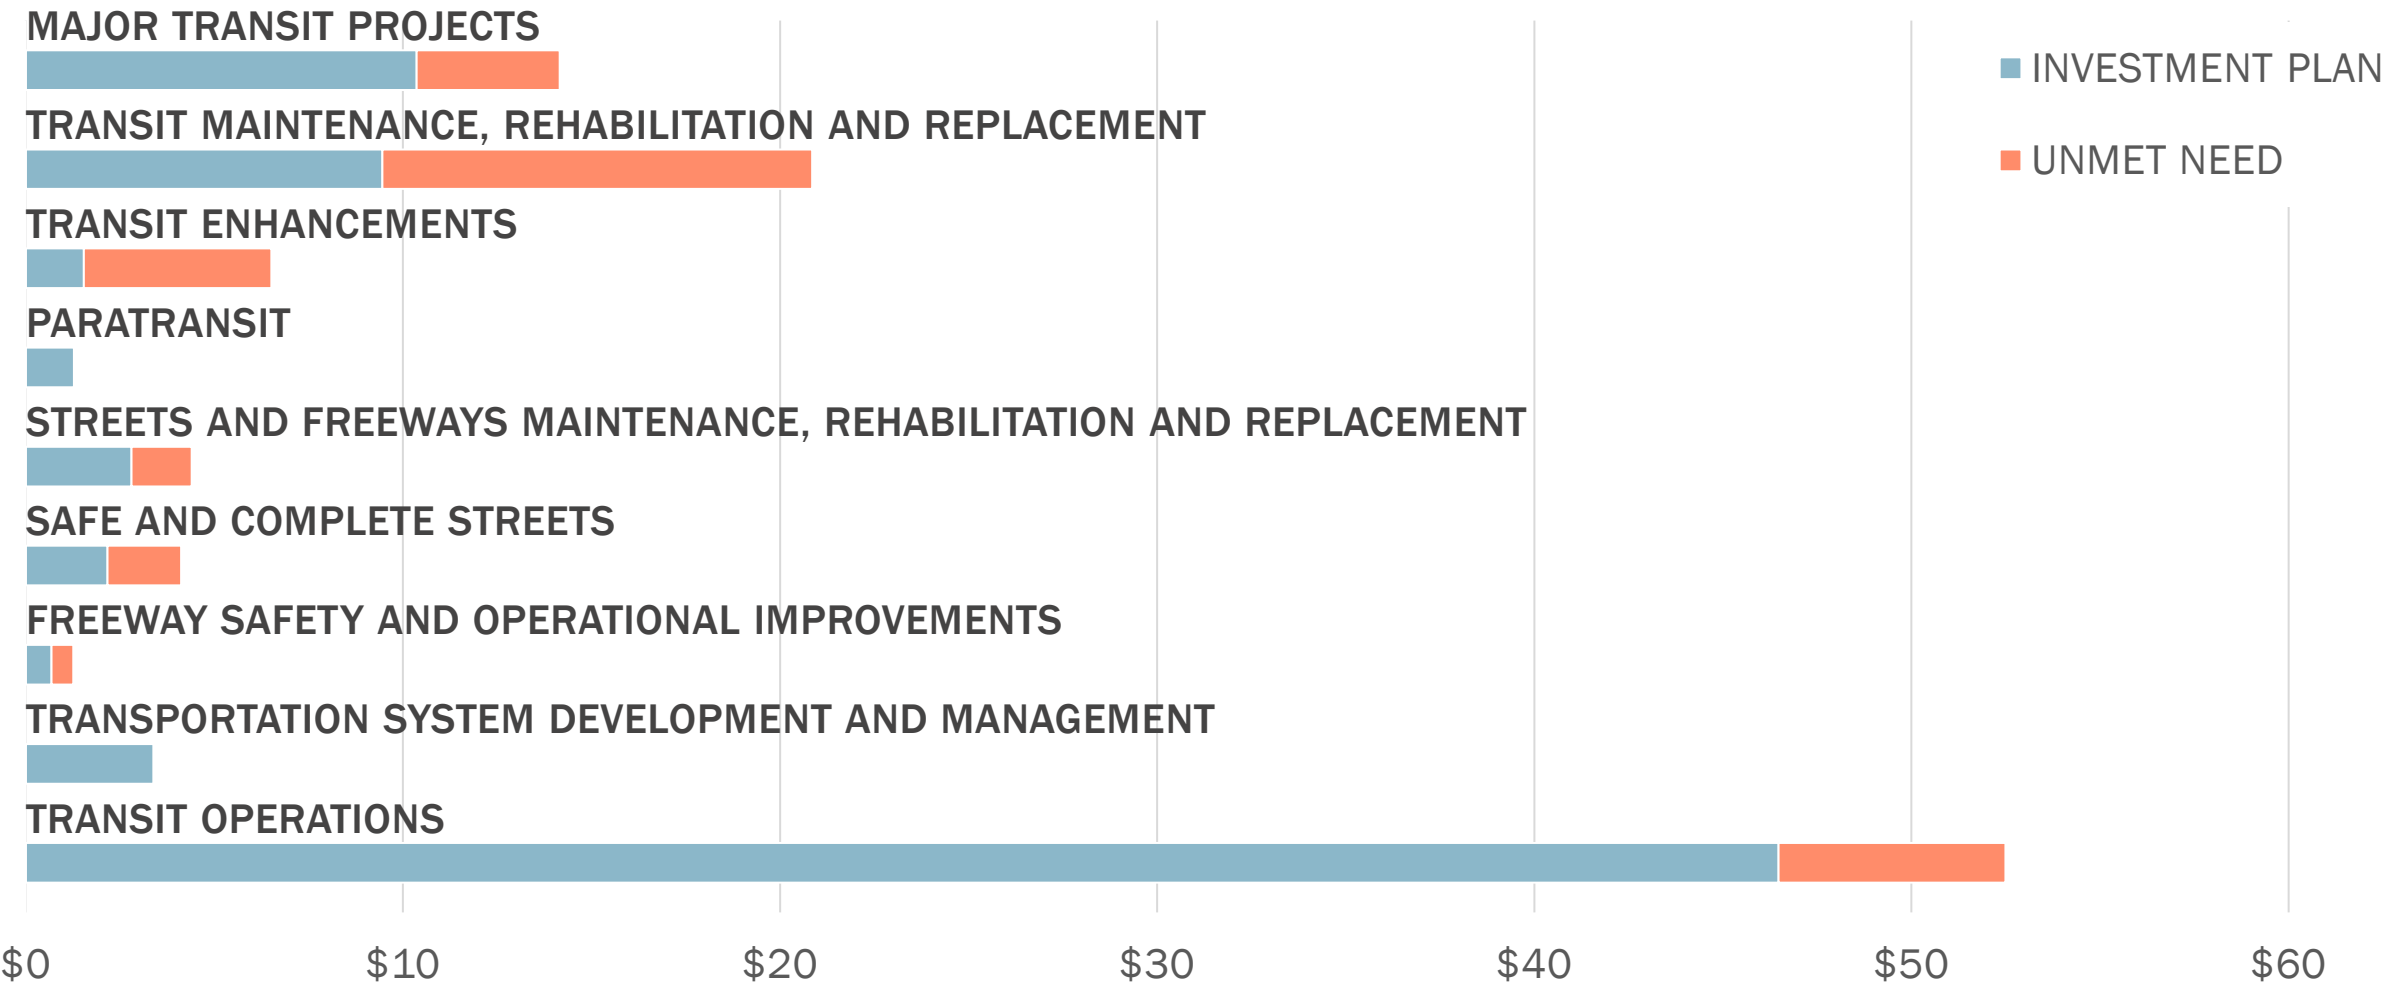 MAJOR TRANSIT PROJECTS
INVESTMENT PLAN
TRANSIT MAINTENANCE, REHABILITATION AND REPLACEMENT
UNMET NEED
TRANSIT ENHANCEMENTS
PARATRANSIT
STREETS AND FREEWAYS MAINTENANCE, REHABILITATION AND REPLACEMENT
SAFE AND COMPLETE STREETS
FREEWAY SAFETY AND OPERATIONAL IMPROVEMENTS
TRANSPORTATION SYSTEM DEVELOPMENT AND MANAGEMENT
TRANSIT OPERATIONS
$0 $10 $20 $30 $40 $50 $60